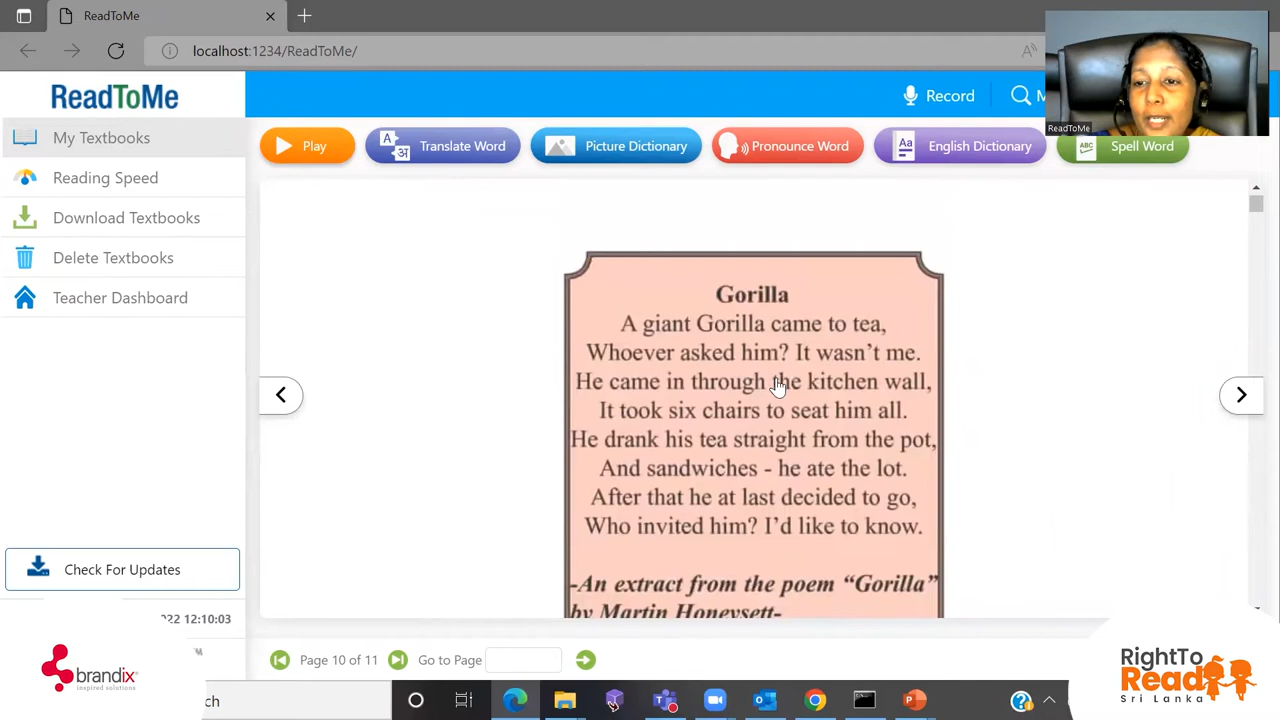 ReadToMe
localhost:1234/ReadToMe/
ReadToMe
Record
M
ReadToMe
My Textbooks
Play
Translate Word
Picture Dictionary
Pronounce Word
English Dictionary
Spell Word
Reading Speed
Download Textbooks
Delete Textbooks
Teacher Dashboard
Gorilla
A giant Gorilla came to tea,
Whoever asked him? It wasn't me.
He came in through the kitchen wall,
It took six chairs to seat him all.
He drank his tea straight from the pot,
And sandwiches - he ate the lot.
After that he at last decided to go,
Who invited him? I'd like to know.
-An extract from the poem “Gorilla”
by Martin Honeysett-
Check For Updates
022 12:10:03
Page 10 of 11
Go to Page
brandix
inspired solutions
RightTo
Read
Sri Lanka
ch